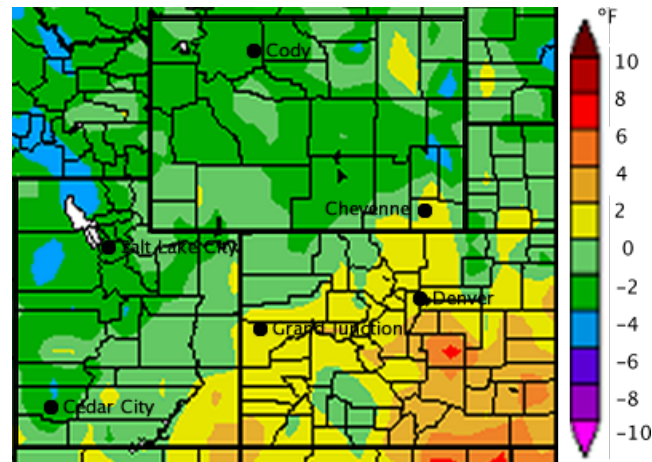 °F
Cody
10
8
6
4
Cheyenne
2
0
Salt Lake City
-2
Denver
-4
Grand Junction
-6
-8
Cedar City
-10